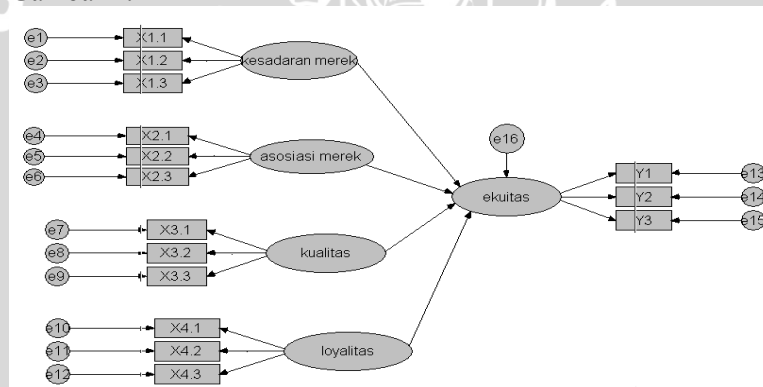 e1 X1.1
e2 X1.2 kesadaran merek
e3 X1.3
e16
e4 X2.1
e5 X2.2 asosiasi merek
e6 X2.3
Y1 e13
ekuitas Y2 e14
Y3 e15
e7 X3.1
e8 X3.2 kualitas
e9 X3.3
e10 X4.1
e11 X4.2 loyalitas
e12 X4.3